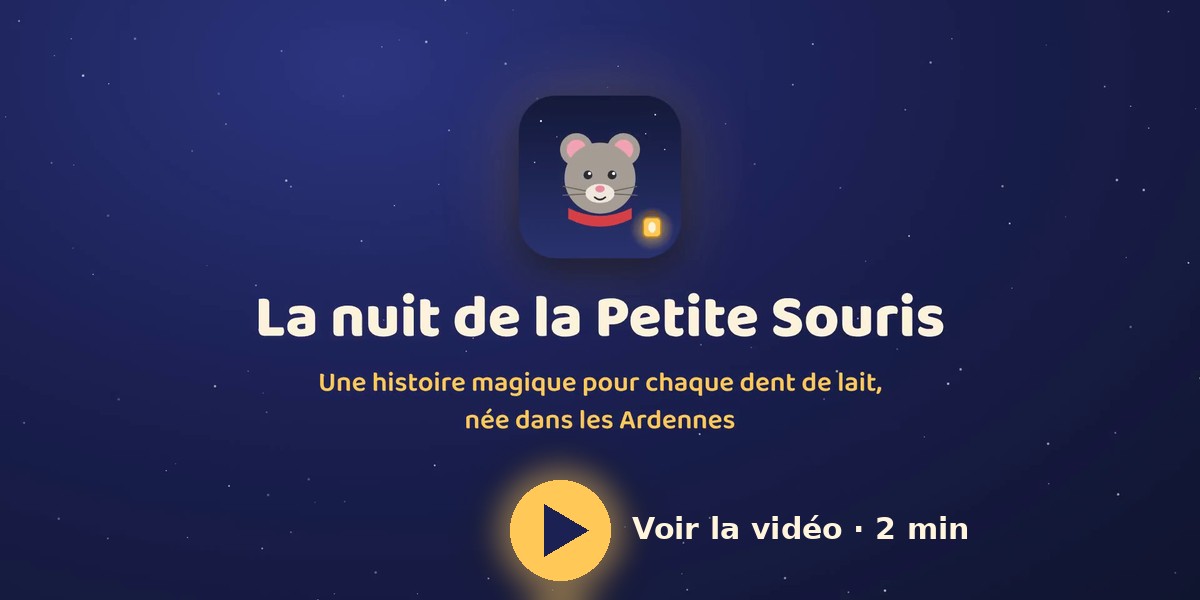 La nuit de la Petite Souris
Une histoire magique pour chaque dent de lait,
née dans les Ardennes
Voir la vidéo · 2 min